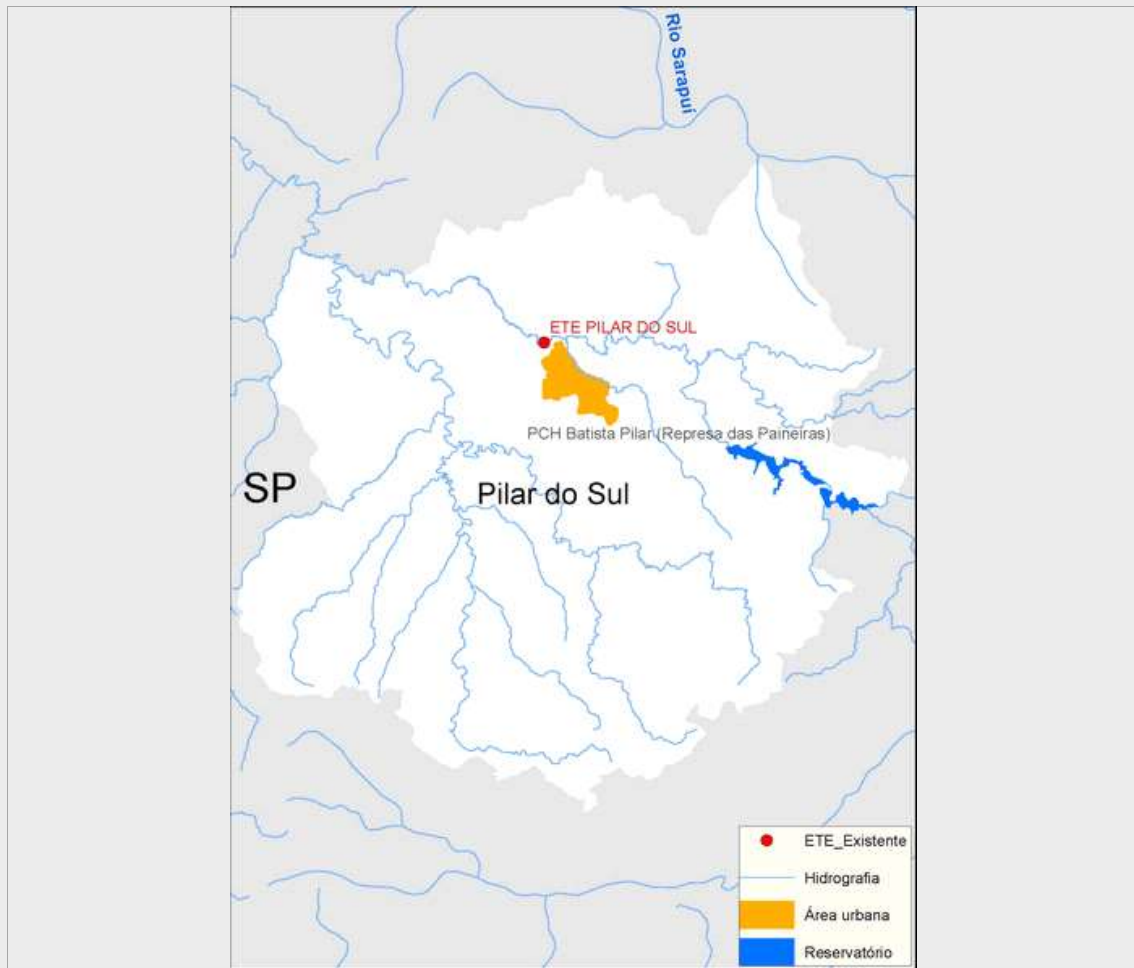 Rio Sarapuí
ETE PILAR DO SUL
PCH Batista Pilar (Represa das Paineiras)
SP
Pilar do Sul
ETE_Existente
Hidrografia
Área urbana
Reservatório